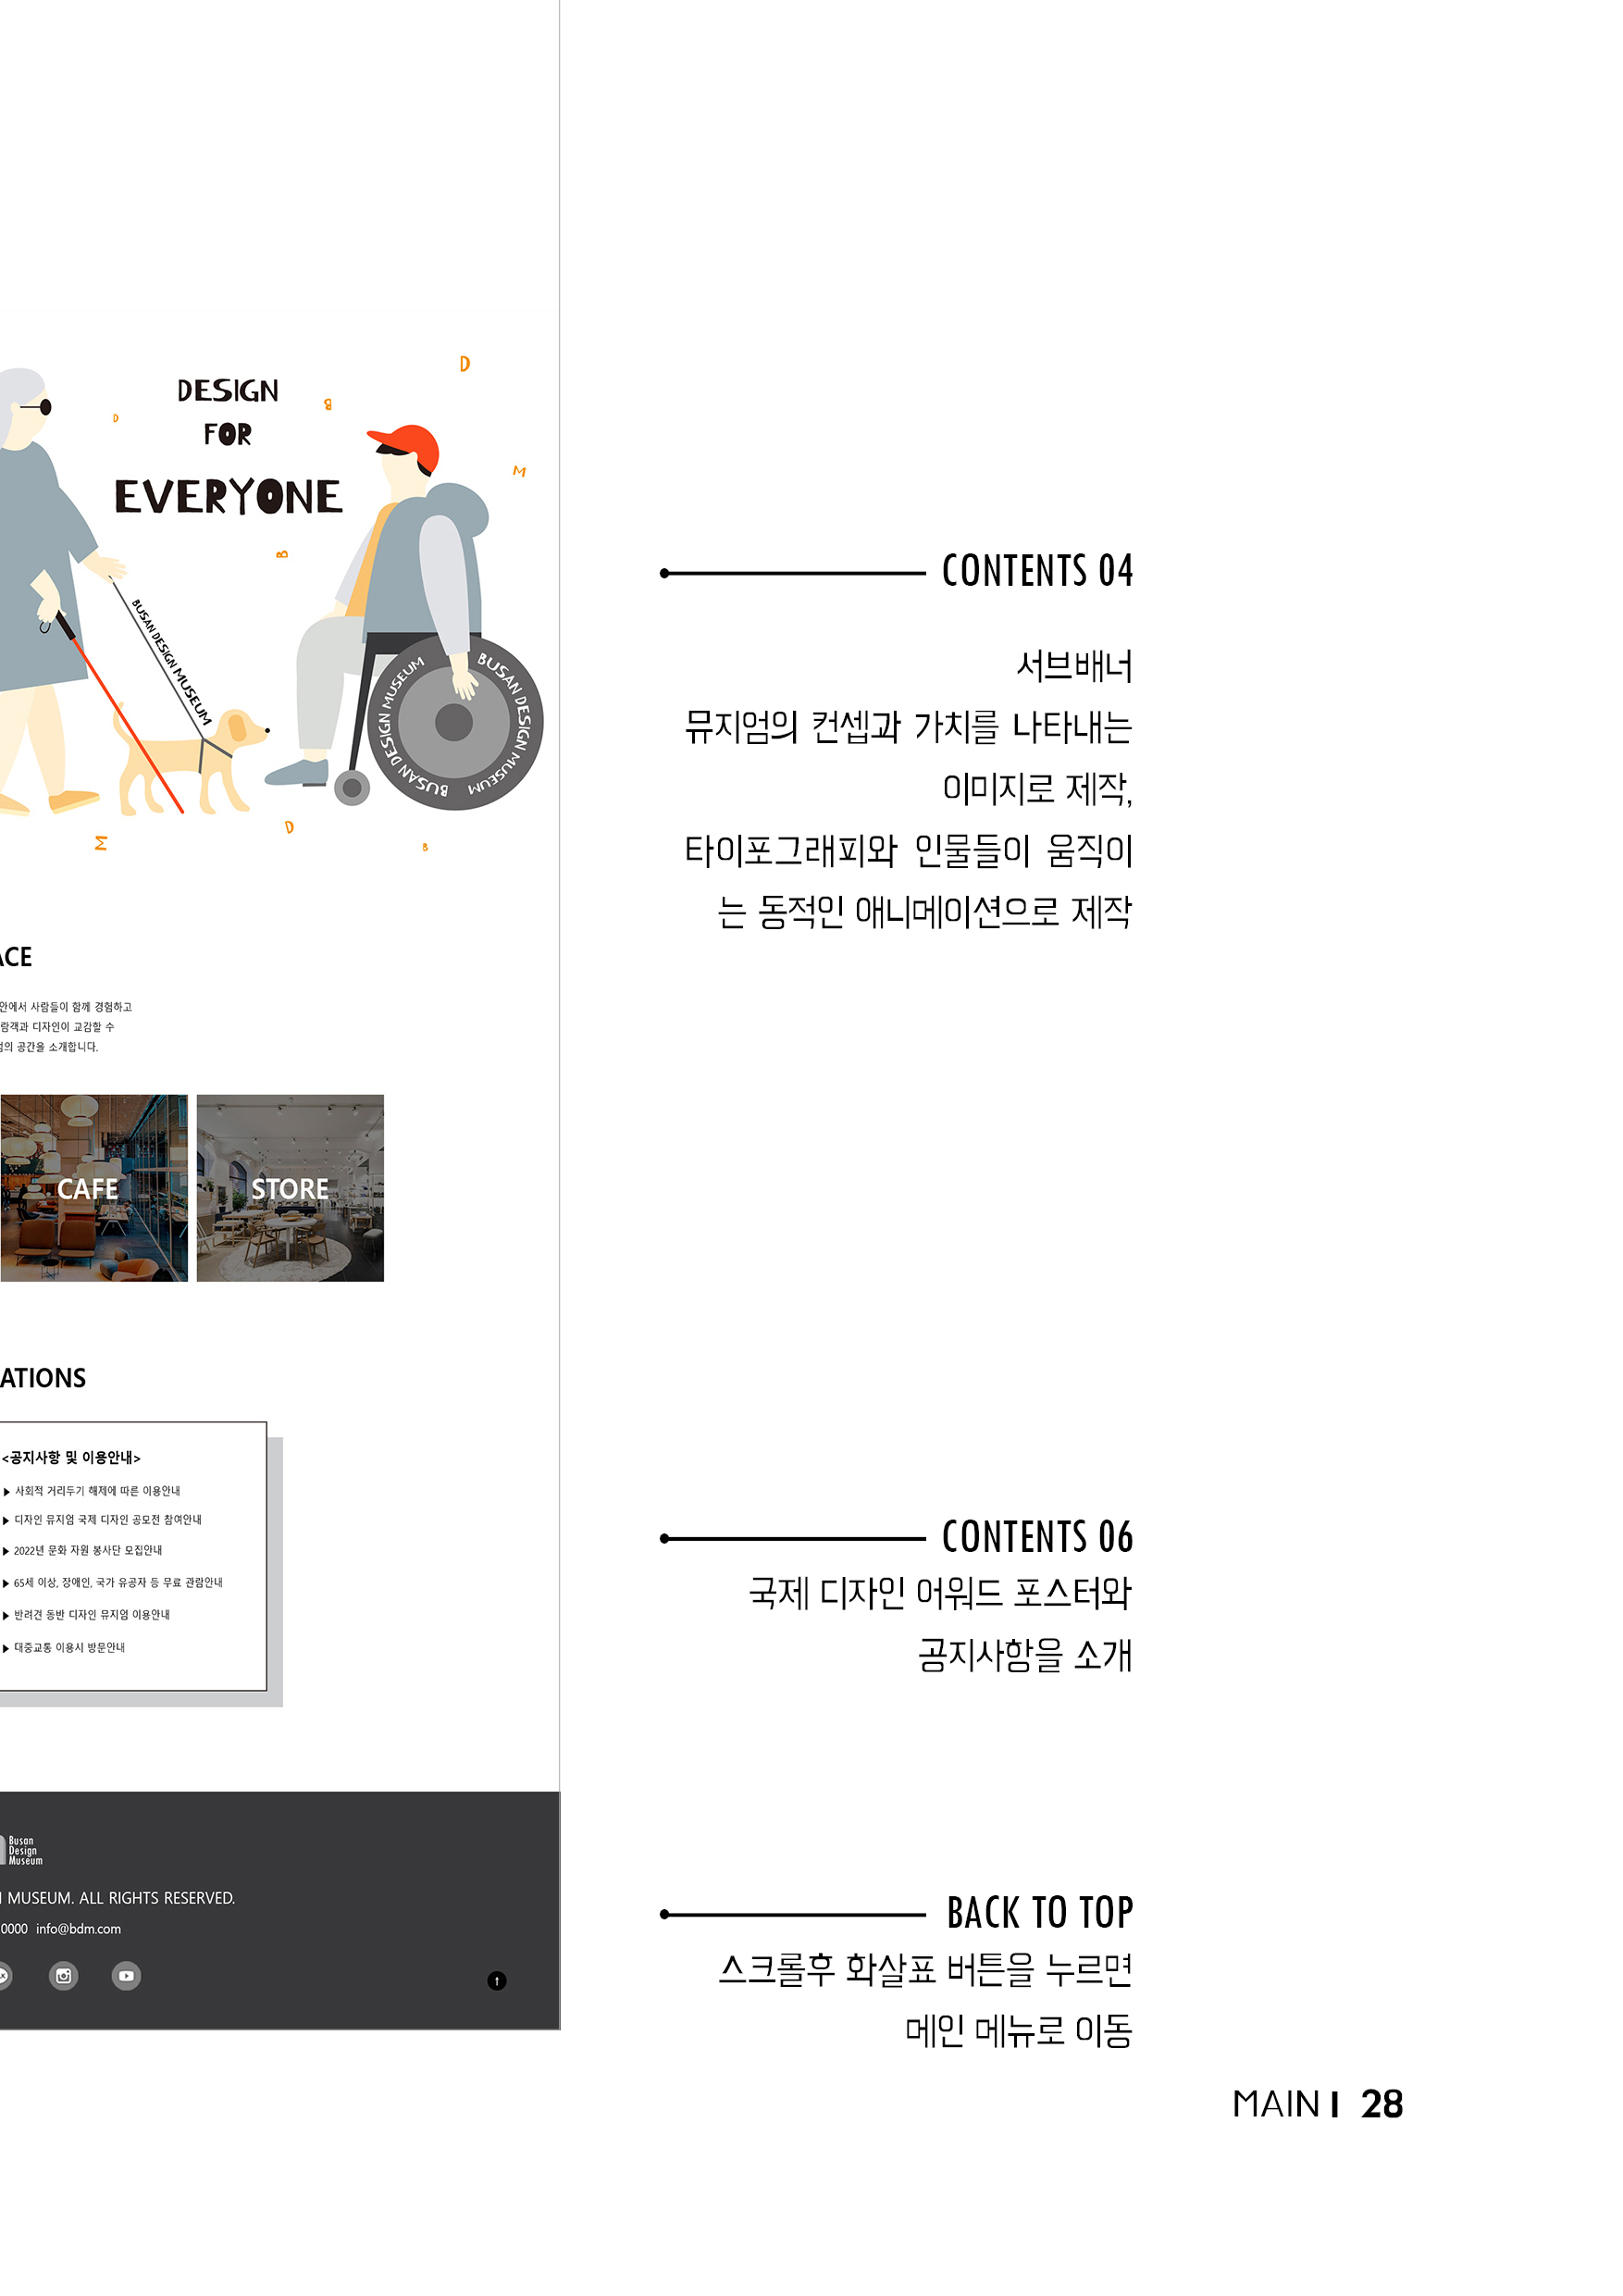 DESIGN
FOR
EVERYONE
D
B
D
M
B
BUSAN DESIGN MUSEUM
BUSAN DESIGN MUSEUM
BUSAN DESIGN MUSEUM
M
D
B
CONTENTS 04
서브배너
뮤지엄의 컨셉과 가치를 나타내는
이미지로 제작,
타이포그래피와 인물들이 움직이
는 동적인 애니메이션으로 제작
ACE
안에서 사람들이 함께 경험하고
람객과 디자인이 교감할 수
의 공간을 소개합니다.
CAFE
STORE
ATIONS
<공지사항 및 이용안내>
▶ 사회적 거리두기 해제에 따른 이용안내
▶ 디자인 뮤지엄 국제 디자인 공모전 참여안내
▶ 2022년 문화 자원 봉사단 모집안내
▶ 65세 이상, 장애인, 국가 유공자 등 무료 관람안내
▶ 반려견 동반 디자인 뮤지엄 이용안내
▶ 대중교통 이용시 방문안내
CONTENTS 06
국제 디자인 어워드 포스터와
공지사항을 소개
Busan
Design
Museum
MUSEUM. ALL RIGHTS RESERVED.
0000 info@bdm.com
BACK TO TOP
스크롤후 화살표 버튼을 누르면
메인 메뉴로 이동
MAIN I 28